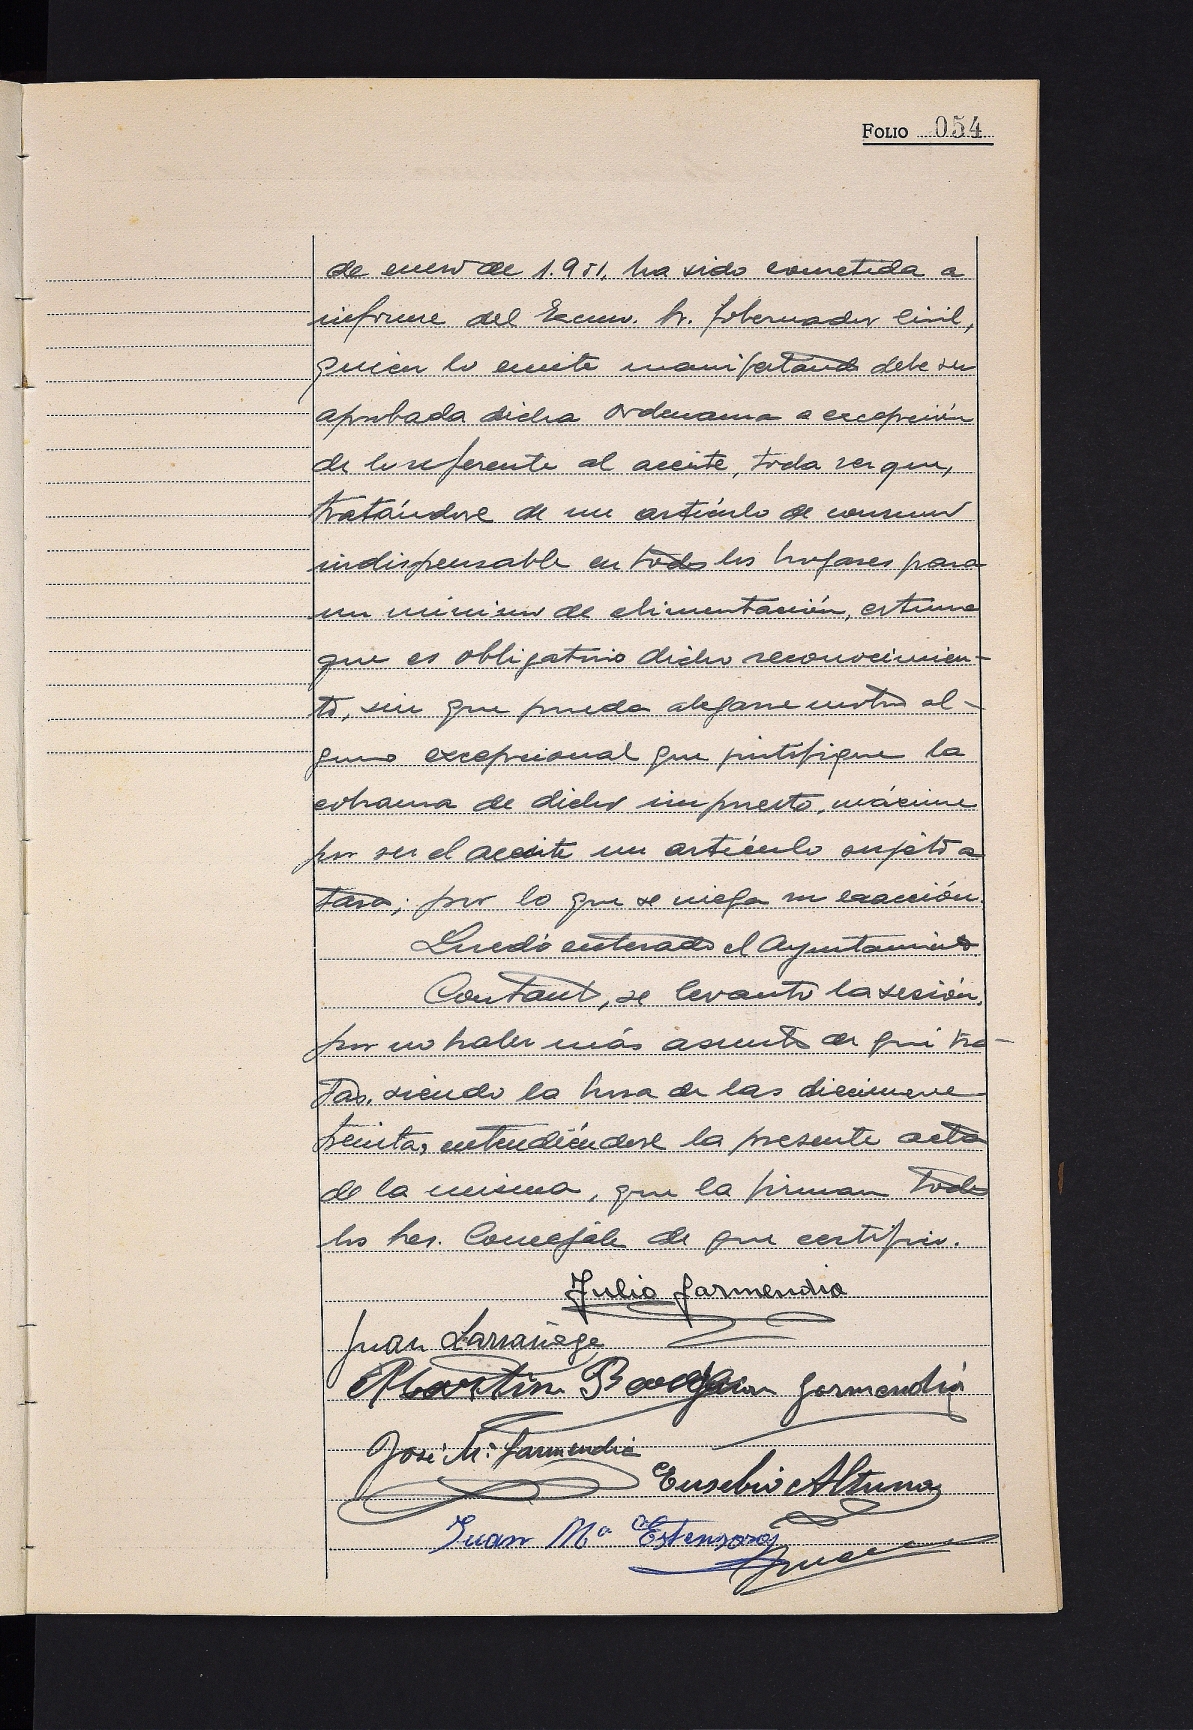 FOLIO 054
de enero de 1.951, ha sido cometida a
informe del Excmo. Sr. Gobernador Civil,
quien lo emite manifestando debe ser
aprobada dicha Ordenanza a excepción
de lo referente al aceite, toda vez que,
tratándose de un artículo de consumo
indispensable en todos los hogares para
un mínimo de alimentación, estima
que es obligatorio dicho reconocimien-
to, sin que pueda alegarse motivo al-
guno excepcional que justifique la
cobranza de dicho impuesto, máxime
por ser el aceite un artículo sujeto a
tasa; por lo que se niega su exacción.
Quedó enterado el Ayuntamiento.
Con tanto, se levantó la sesión,
por no haber más asuntos de qué tra-
tar, siendo la hora de las diecinueve
treinta, extendiéndose la presente acta
de la misma, que la firman todos
los Sres. Concejales de que certifico.
Julio Garmendia
Juan Larrañaga
Martín Juan Garmendia
José M.ª Garmendia
Eusebio Altuna
Juan Mª Estensoro